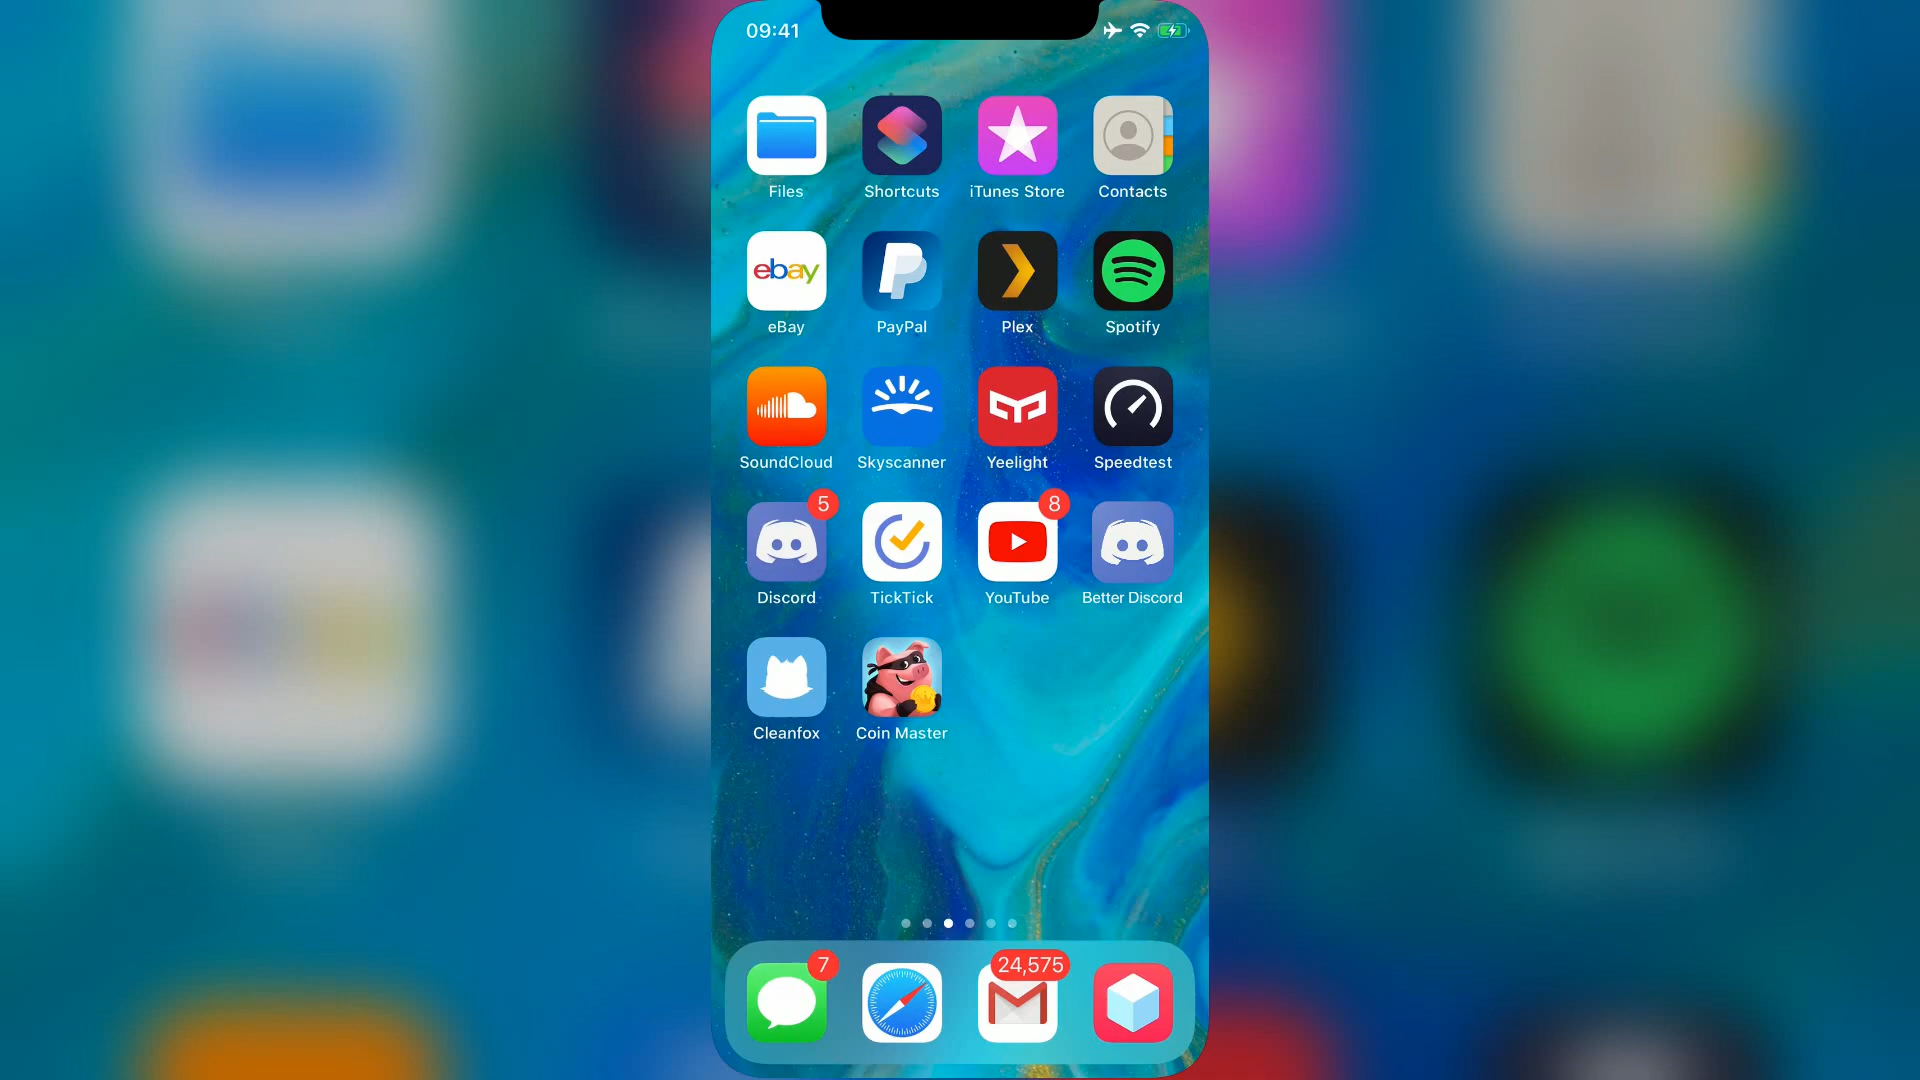 09:41
Files Shortcuts iTunes Store Contacts
ebay
eBay PayPal Plex Spotify
SoundCloud Skyscanner Yeelight Speedtest
5 8
Discord TickTick YouTube Better Discord
Cleanfox Coin Master
7 24,575